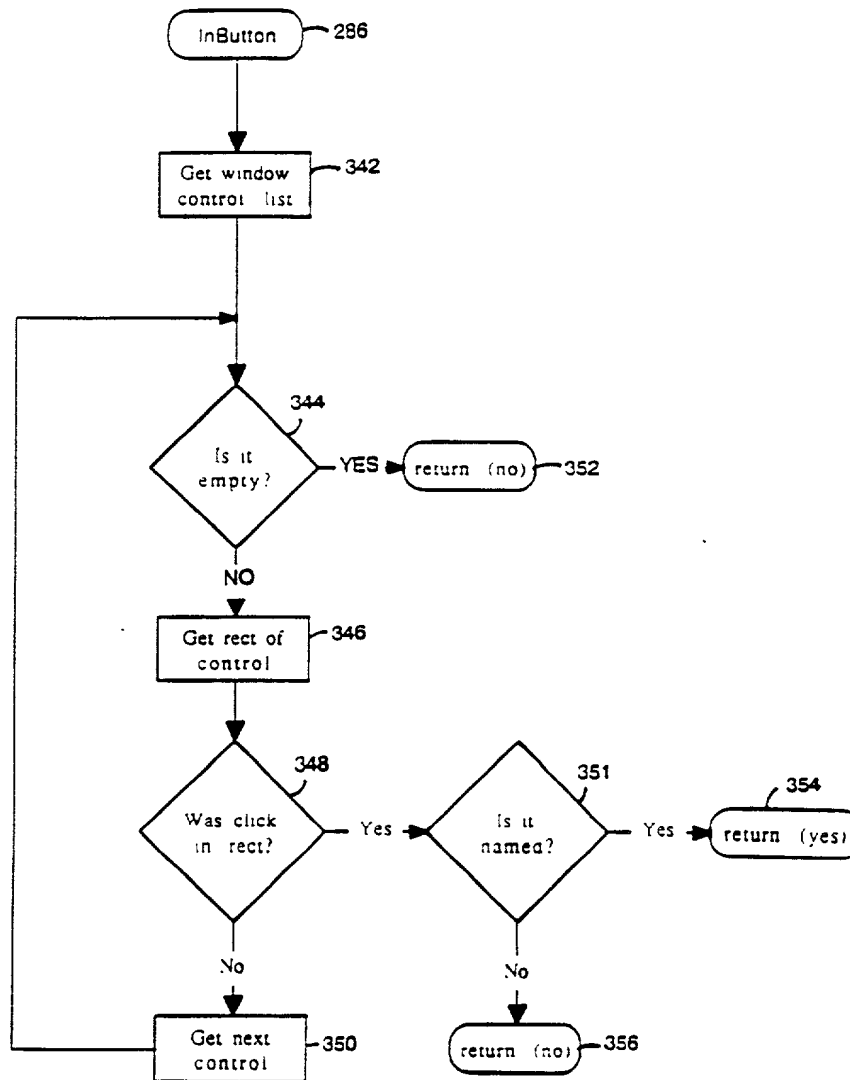 InButton
286
Get window
control list
342
344
Is it
empty?
YES
return (no)
352
NO
Get rect of
control
346
348
Was click
in rect?
Yes
351
Is it
named?
Yes
354
return (yes)
No
No
Get next
control
350
return (no)
356